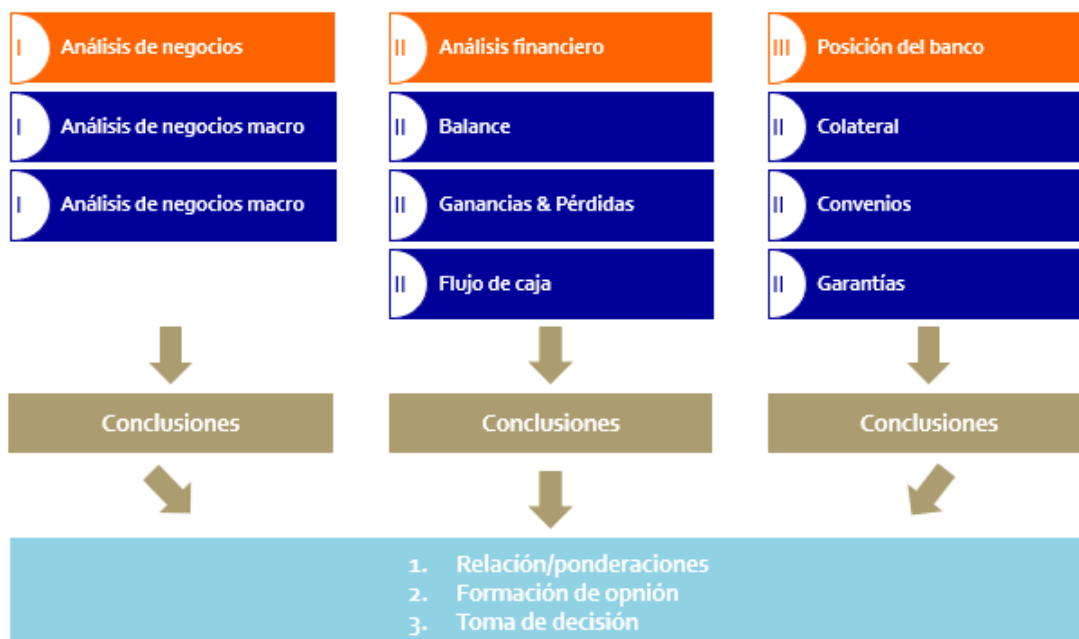 I Análisis de negocios
I Análisis de negocios macro
I Análisis de negocios macro
Conclusiones
II Análisis financiero
II Balance
II Ganancias & Pérdidas
II Flujo de caja
Conclusiones
III Posición del banco
II Colateral
II Convenios
II Garantías
Conclusiones
1. Relación/ponderaciones
2. Formación de opnión
3. Toma de decisión